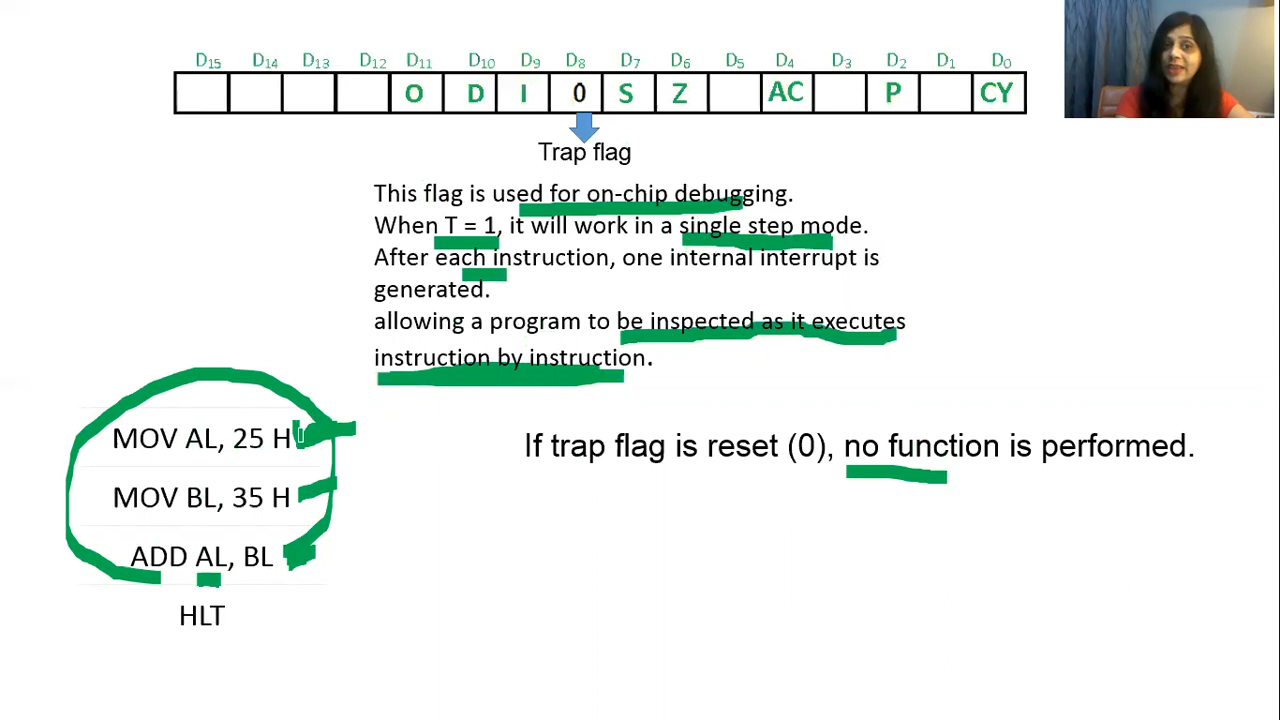 D15 D14 D13 D12 D11 D10 D9 D8 D7 D6 D5 D4 D3 D2 D1 D0
O D I 0 S Z AC P CY
Trap flag
This flag is used for on-chip debugging.
When T = 1, it will work in a single step mode.
After each instruction, one internal interrupt is
generated.
allowing a program to be inspected as it executes
instruction by instruction.
MOV AL, 25 H
MOV BL, 35 H
ADD AL, BL
HLT
If trap flag is reset (0), no function is performed.